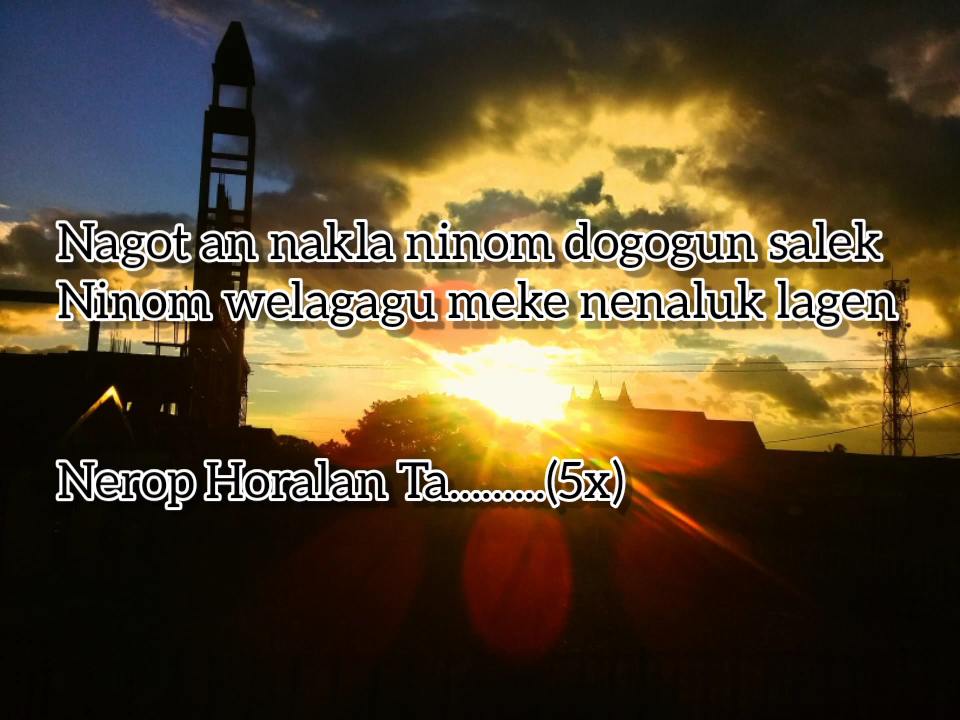 Nagot an nakla ninom dogogun salek
Ninom welagagu meke nenaluk lagen
Nerop Horalan Ta..........(5x)